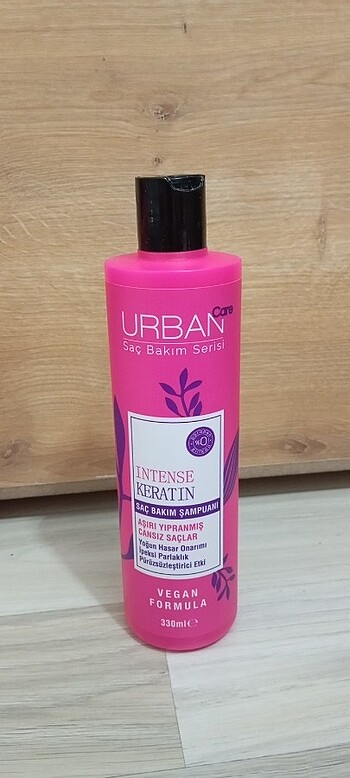 URBAN Care
Saç Bakım Serisi
%0
INTENSE
KERATIN
SAÇ BAKIM ŞAMPUANI
AŞIRI YIPRANMIŞ
CANSIZ SAÇLAR
Yoğun Hasar Onarımı
İpeksi Parlaklık
Pürüzsüzleştirici Etki
VEGAN
FORMULA
330ml℮